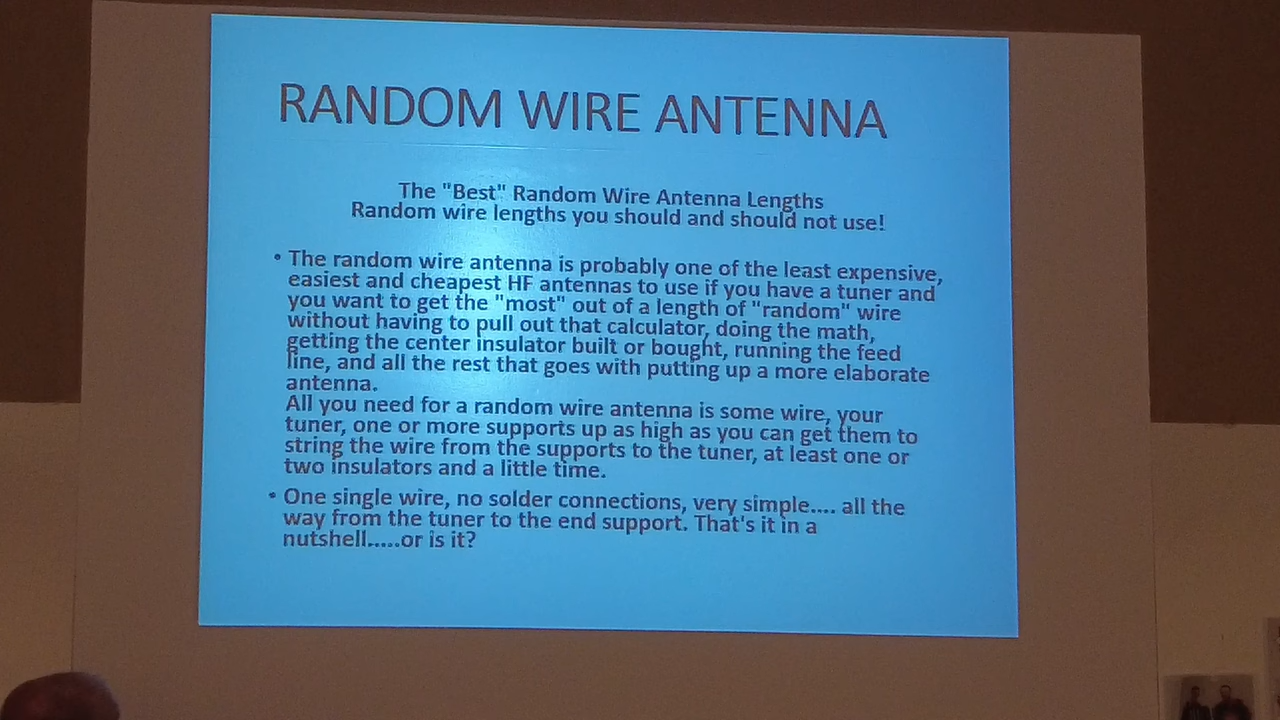 RANDOM WIRE ANTENNA
The "Best" Random Wire Antenna Lengths
Random wire lengths you should and should not use!
• The random wire antenna is probably one of the least expensive,
easiest and cheapest HF antennas to use if you have a tuner and
you want to get the "most" out of a length of "random" wire
without having to pull out that calculator, doing the math,
getting the center insulator built or bought, running the feed
line, and all the rest that goes with putting up a more elaborate
antenna.
All you need for a random wire antenna is some wire, your
tuner, one or more supports up as high as you can get them to
string the wire from the supports to the tuner, at least one or
two insulators and a little time.
• One single wire, no solder connections, very simple.... all the
way from the tuner to the end support. That's it in a
nutshell.....or is it?